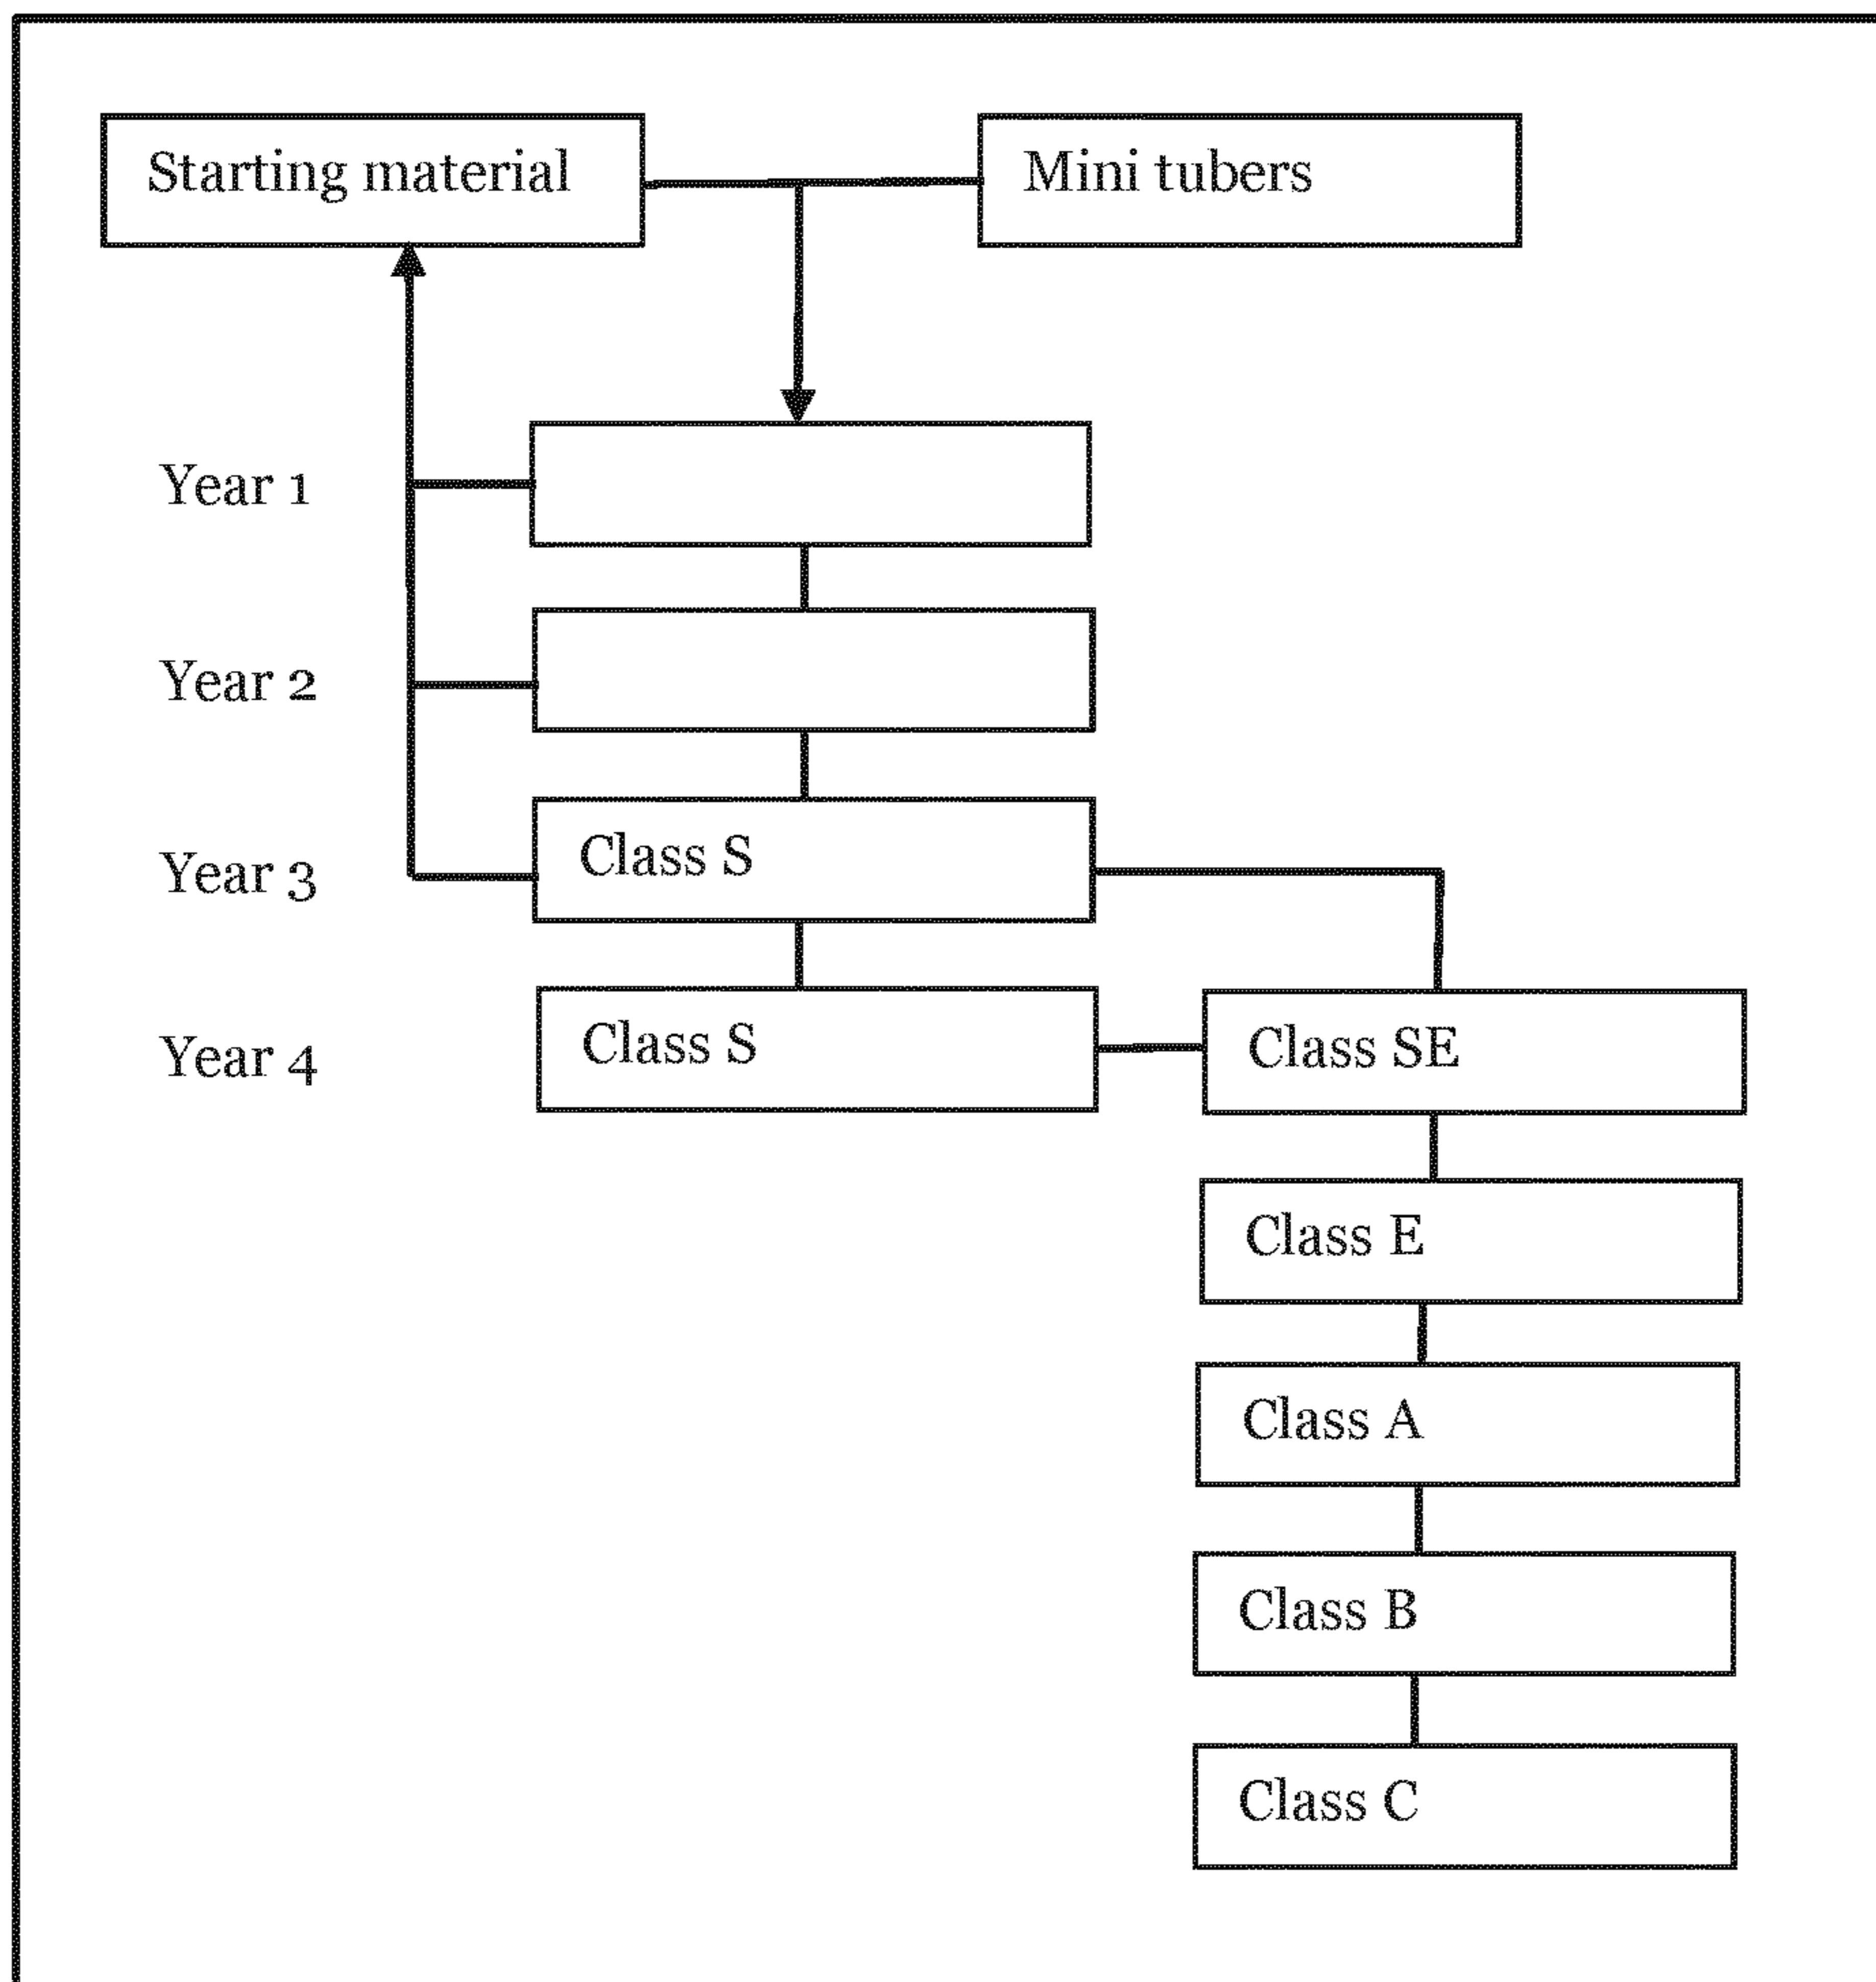 Starting material
Mini tubers
Year 1
Year 2
Year 3
Class S
Year 4
Class S
Class SE
Class E
Class A
Class B
Class C